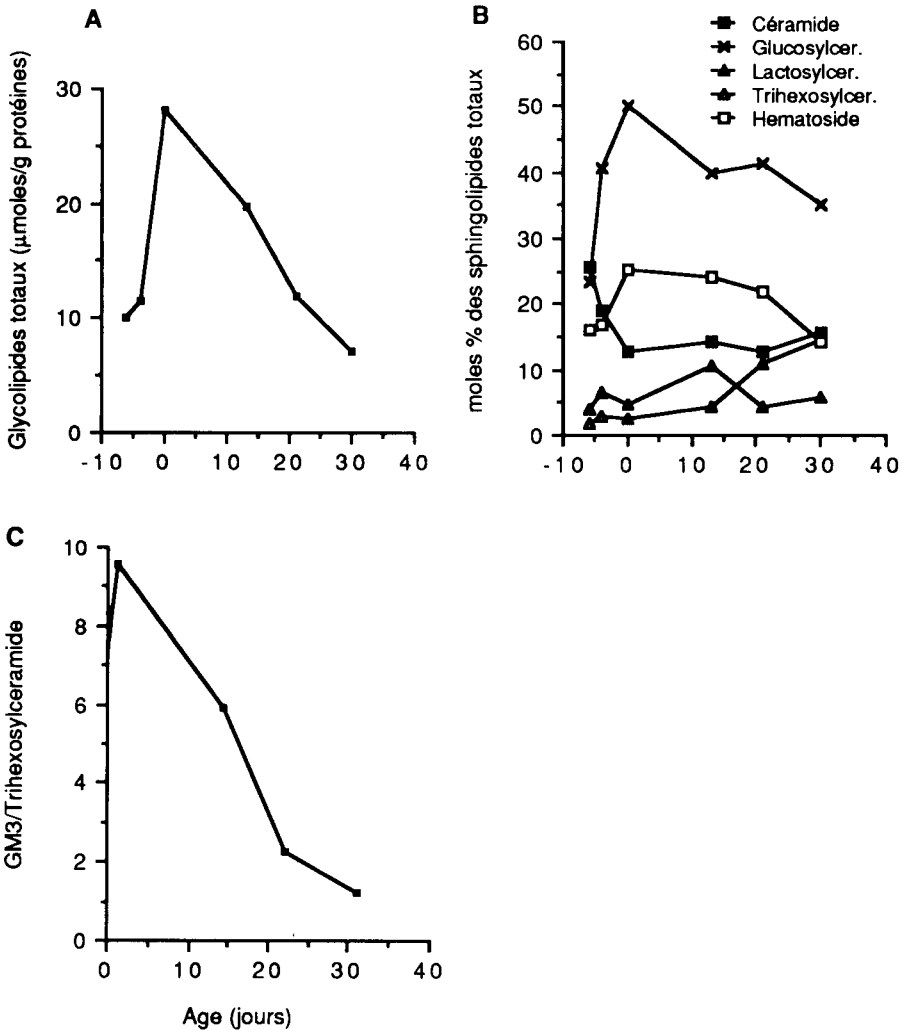 A
Glycolipides totaux (µmoles/g protéines)
30
20
10
0
-10 0 10 20 30 40
B
moles % des sphingolipides totaux
Céramide
Glucosylcer.
Lactosylcer.
Trihexosylcer.
Hematoside
60
50
40
30
20
10
0
-10 0 10 20 30 40
C
GM3/Trihexosylceramide
10
8
6
4
2
0
0 10 20 30 40
Age (jours)